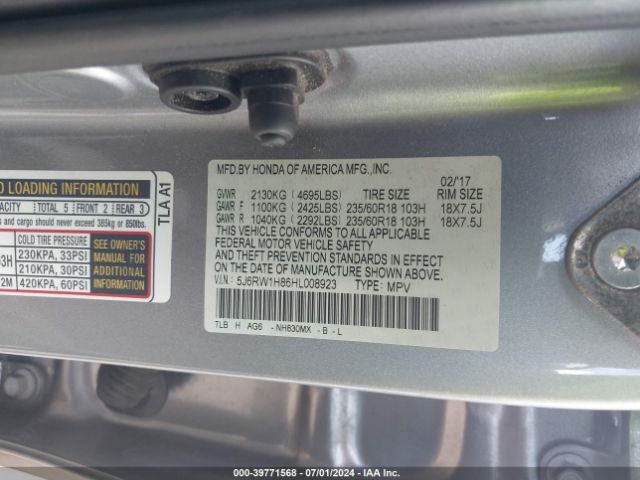 D LOADING INFORMATION
PACITY TOTAL 5 FRONT 2 REAR 3
s and cargo should never exceed 385kg or 850lbs.
COLD TIRE PRESSURE
03H 230KPA, 33PSI
210KPA, 30PSI
2M 420KPA, 60PSI
SEE OWNER'S
MANUAL FOR
ADDITIONAL
INFORMATION
TLA A1
MFD.BY HONDA OF AMERICA MFG.,INC.
02/'17
GVWR 2130KG (4695LBS) TIRE SIZE RIM SIZE
GAWR F 1100KG (2425LBS) 235/60R18 103H 18X7.5J
GAWR R 1040KG (2292LBS) 235/60R18 103H 18X7.5J
THIS VEHICLE CONFORMS TO ALL APPLICABLE
FEDERAL MOTOR VEHICLE SAFETY
AND THEFT PREVENTION STANDARDS IN EFFECT
ON THE DATE OF MANUFACTURE SHOWN ABOVE.
V.I.N: 5J6RW1H86HL008923 TYPE: MPV
TLB H AG6 - NH830MX - B - L
000-39771568 | 07/01/2024 - IAA, Inc.